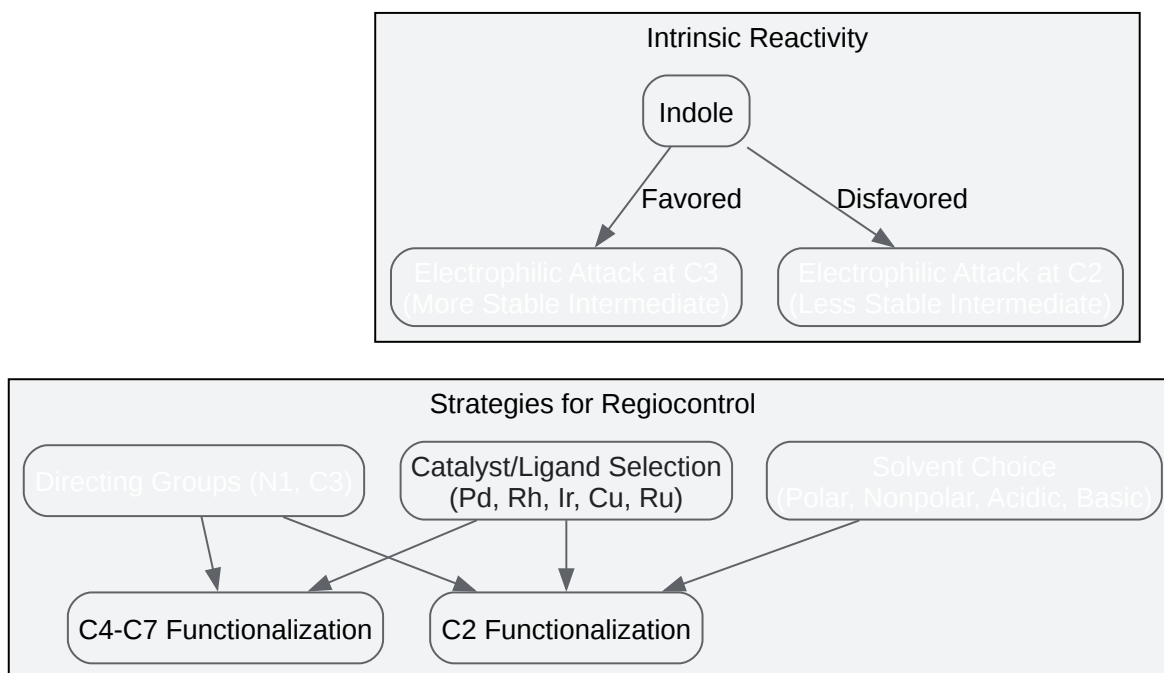 Intrinsic Reactivity
Indole
Favored
Disfavored
Electrophilic Attack at C3
(More Stable Intermediate)
Electrophilic Attack at C2
(Less Stable Intermediate)
Strategies for Regiocontrol
Directing Groups (N1, C3)
Catalyst/Ligand Selection
(Pd, Rh, Ir, Cu, Ru)
Solvent Choice
(Polar, Nonpolar, Acidic, Basic)
C4-C7 Functionalization
C2 Functionalization